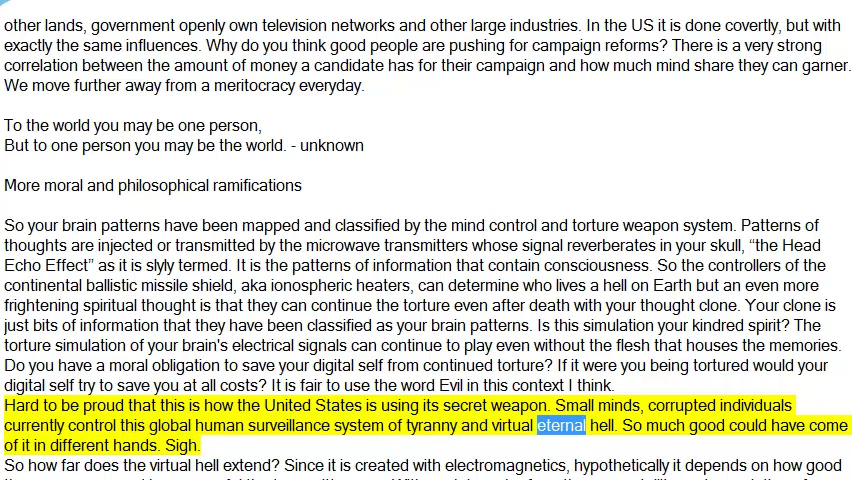 other lands, government openly own television networks and other large industries. In the US it is done covertly, but with
exactly the same influences. Why do you think good people are pushing for campaign reforms? There is a very strong
correlation between the amount of money a candidate has for their campaign and how much mind share they can garner.
We move further away from a meritocracy everyday.
To the world you may be one person,
But to one person you may be the world. - unknown
More moral and philosophical ramifications
So your brain patterns have been mapped and classified by the mind control and torture weapon system. Patterns of
thoughts are injected or transmitted by the microwave transmitters whose signal reverberates in your skull, “the Head
Echo Effect” as it is slyly termed. It is the patterns of information that contain consciousness. So the controllers of the
continental ballistic missile shield, aka ionospheric heaters, can determine who lives a hell on Earth but an even more
frightening spiritual thought is that they can continue the torture even after death with your thought clone. Your clone is
just bits of information that they have been classified as your brain patterns. Is this simulation your kindred spirit? The
torture simulation of your brain's electrical signals can continue to play even without the flesh that houses the memories.
Do you have a moral obligation to save your digital self from continued torture? If it were you being tortured would your
digital self try to save you at all costs? It is fair to use the word Evil in this context I think.
Hard to be proud that this is how the United States is using its secret weapon. Small minds, corrupted individuals
currently control this global human surveillance system of tyranny and virtual eternal hell. So much good could have come
of it in different hands. Sigh.
So how far does the virtual hell extend? Since it is created with electromagnetics, hypothetically it depends on how good